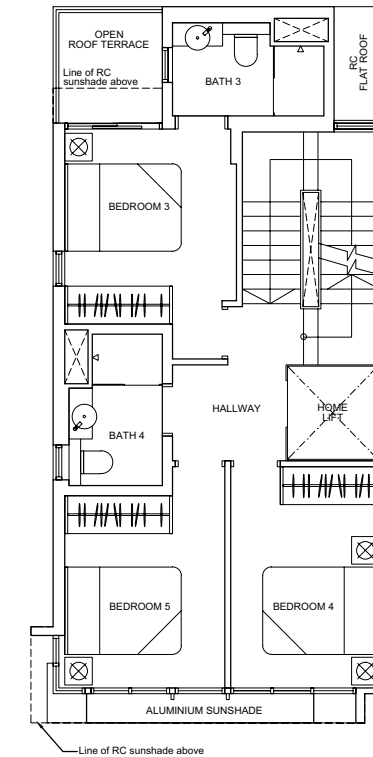 OPEN
ROOF TERRACE
Line of RC
sunshade above
BATH 3
RC
FLAT ROOF
BEDROOM 3
HALLWAY
HOME
LIFT
BATH 4
BEDROOM 5
BEDROOM 4
ALUMINIUM SUNSHADE
Line of RC sunshade above